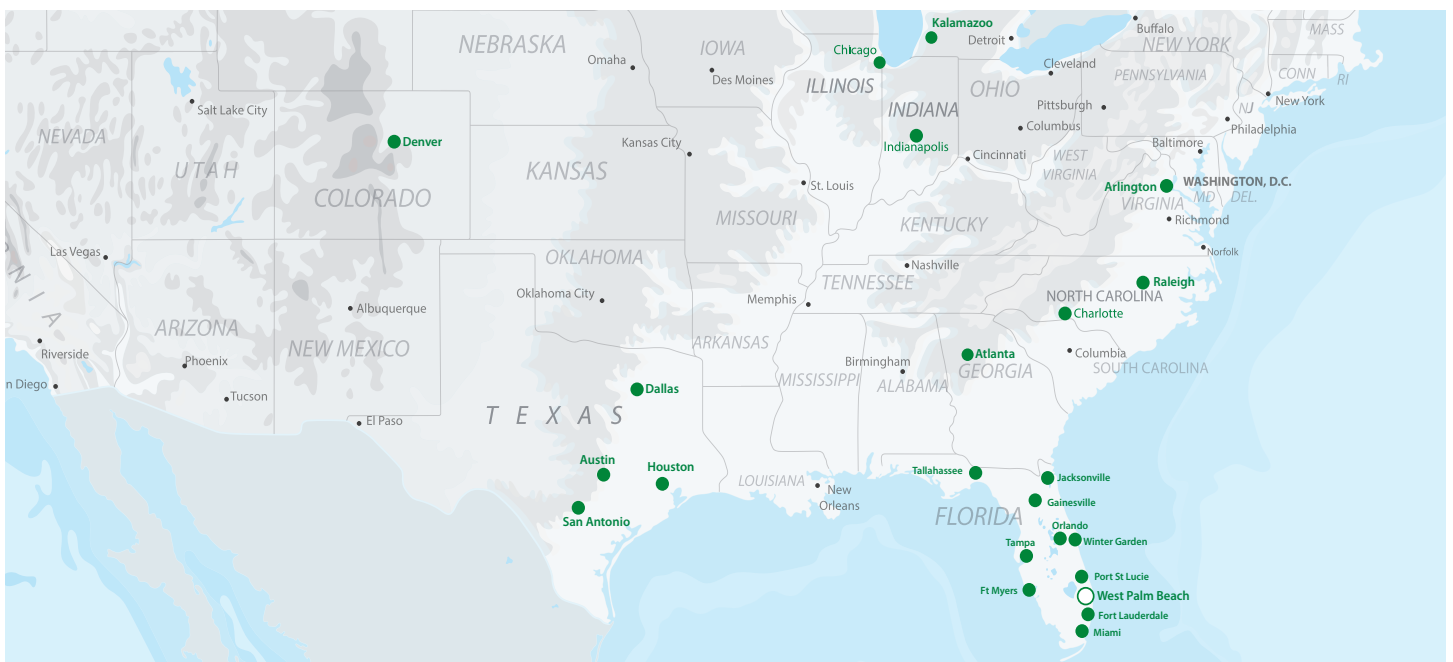 Kalamazoo
Buffalo
MASS
NEBRASKA
IOWA
Chicago
Detroit
NEW YORK
Omaha
Des Moines
Cleveland
PENNSYLVANIA
CONN
RI
ILLINOIS
OHIO
Salt Lake City
INDIANA
Pittsburgh
NJ
New York
NEVADA
Denver
Kansas City
Indianapolis
Columbus
Baltimore
Philadelphia
UTAH
KANSAS
Cincinnati
WEST
VIRGINIA
COLORADO
St. Louis
Arlington
WASHINGTON, D.C.
VIRGINIA
MD
DEL.
MISSOURI
KENTUCKY
Richmond
Las Vegas
OKLAHOMA
Nashville
Norfolk
NIA
Oklahoma City
TENNESSEE
Raleigh
Albuquerque
Memphis
NORTH CAROLINA
Charlotte
ARIZONA
NEW MEXICO
ARKANSAS
Riverside
Phoenix
Birmingham
Atlanta
Columbia
n Diego
Tucson
Dallas
MISSISSIPPI
ALABAMA
GEORGIA
SOUTH CAROLINA
El Paso
TEXAS
Austin
Houston
Tallahassee
Jacksonville
LOUISIANA
New
Orleans
Gainesville
San Antonio
FLORIDA
Orlando
Tampa
Winter Garden
Port St Lucie
Ft Myers
West Palm Beach
Fort Lauderdale
Miami